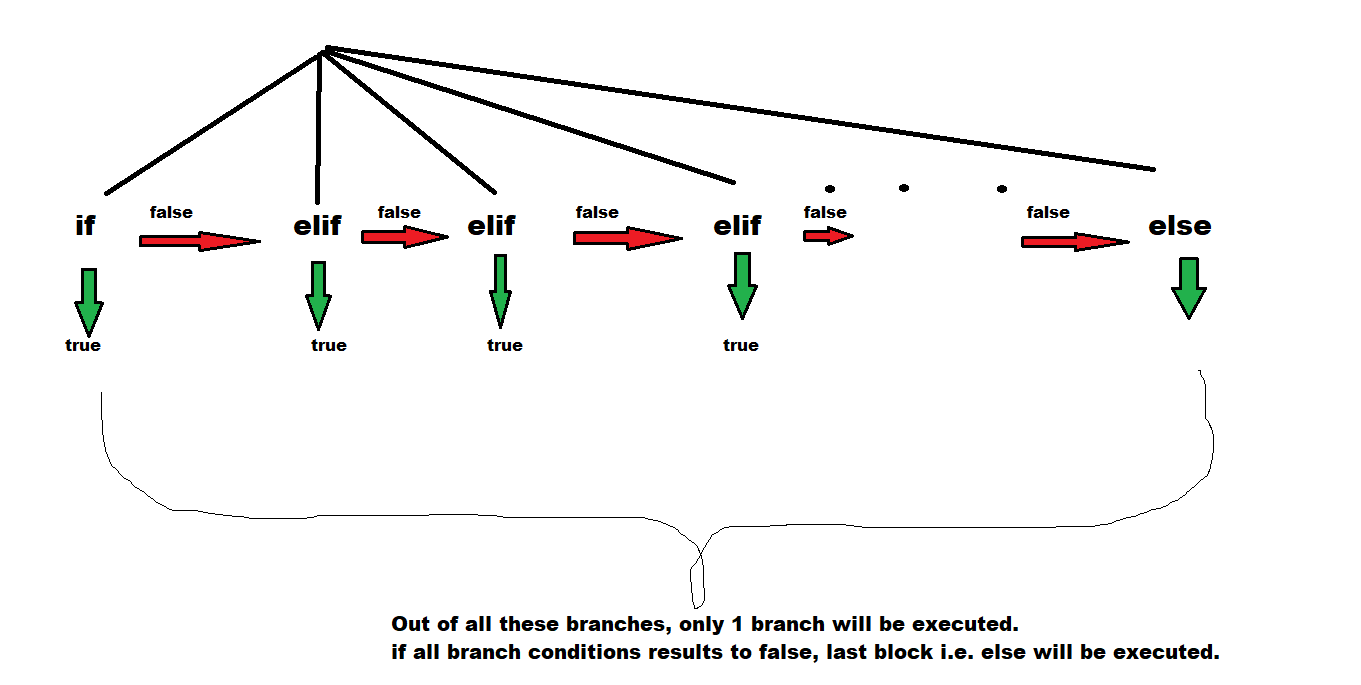 false false false false false
if elif elif elif else
true true true true
Out of all these branches, only 1 branch will be executed.
if all branch conditions results to false, last block i.e. else will be executed.